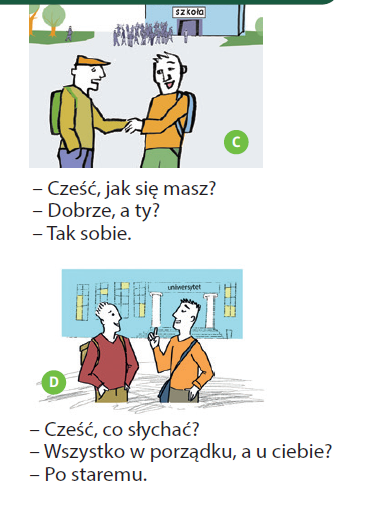 szkoła
C
– Cześć, jak się masz?
– Dobrze, a ty?
– Tak sobie.
uniwersytet
D
– Cześć, co słychać?
– Wszystko w porządku, a u ciebie?
– Po staremu.